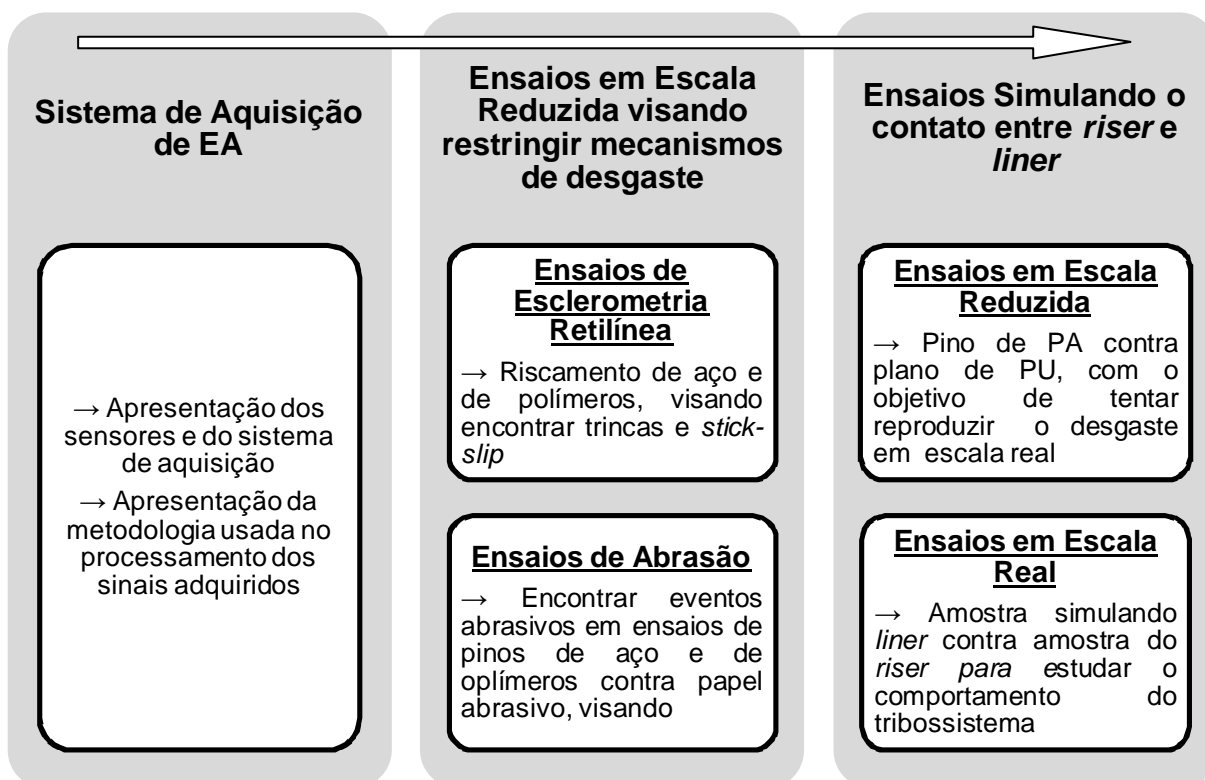 Sistema de Aquisição
de EA
→ Apresentação dos
sensores e do sistema
de aquisição
→ Apresentação da
metodologia usada no
processamento dos
sinais adquiridos
Ensaios em Escala
Reduzida visando
restringir mecanismos
de desgaste
Ensaios de
Esclerometria
Retilínea
→ Riscamento de aço e
de polímeros, visando
encontrar trincas e stick-
slip
Ensaios de Abrasão
→ Encontrar eventos
abrasivos em ensaios de
pinos de aço e de
oplímeros contra papel
abrasivo, visando
Ensaios Simulando o
contato entre riser e
liner
Ensaios em Escala
Reduzida
→ Pino de PA contra
plano de PU, com o
objetivo de tentar
reproduzir o desgaste
em escala real
Ensaios em Escala
Real
→ Amostra simulando
liner contra amostra do
riser para estudar o
comportamento do
tribossistema